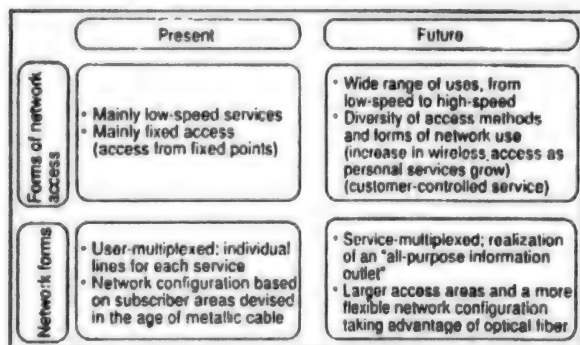 Present
Future
Forms of network
access
• Mainly low-speed services
• Mainly fixed access
(access from fixed points)
• Wide range of uses, from
low-speed to high-speed
• Diversity of access methods
and forms of network use
(increase in wireless access as
personal services grow)
(customer-controlled service)
Network forms
• User-multiplexed; individual
lines for each service
• Network configuration based
on subscriber areas devised
in the age of metallic cable
• Service-multiplexed; realization
of an "all-purpose information
outlet"
• Larger access areas and a more
flexible network configuration
taking advantage of optical fiber